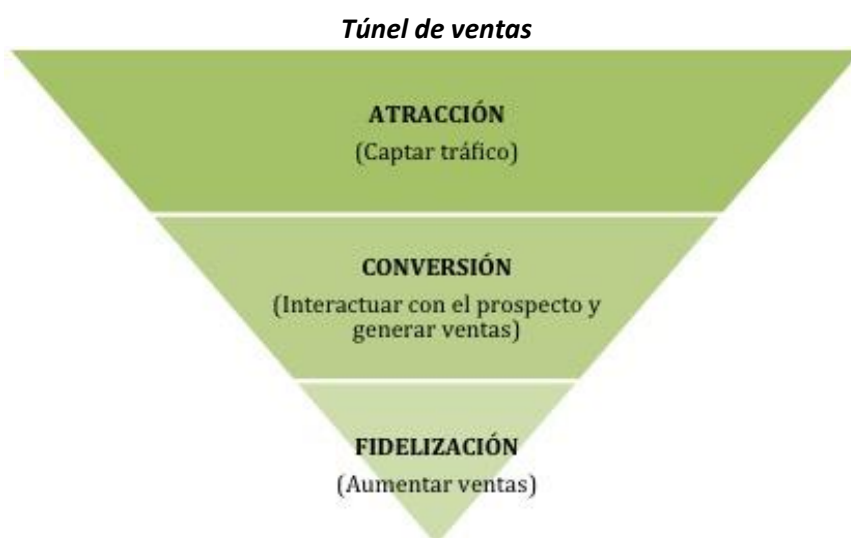 Túnel de ventas
ATRACCIÓN
(Captar tráfico)
CONVERSIÓN
(Interactuar con el prospecto y
generar ventas)
FIDELIZACIÓN
(Aumentar ventas)